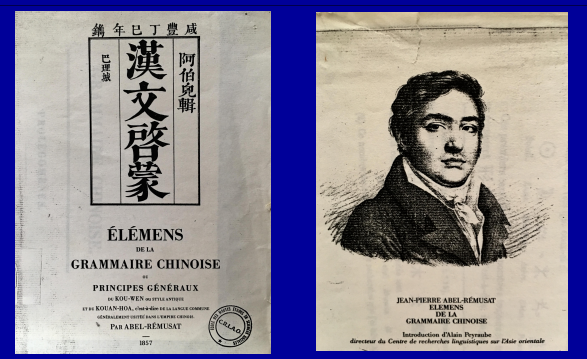 咸豐丁巳年鐫
阿伯兒輯
漢文啓蒙
巴理城
ÉLÉMENS
DE LA
GRAMMAIRE CHINOISE
OU
PRINCIPES GÉNÉRAUX
DU KOU-WEN OU STYLE ANTIQUE
ET DU KOUAN-HOA, c'est-à-dire DE LA LANGUE COMMUNE
GÉNÉRALEMENT USITÉE DANS L'EMPIRE CHINOIS.
PAR ABEL-RÉMUSAT
1857
C.R.L.A.O.
JEAN-PIERRE ABEL-RÉMUSAT
ELEMENS
DE LA
GRAMMAIRE CHINOISE
Introduction d'Alain Peyraube
directeur du Centre de recherches linguistiques sur l'Asie orientale